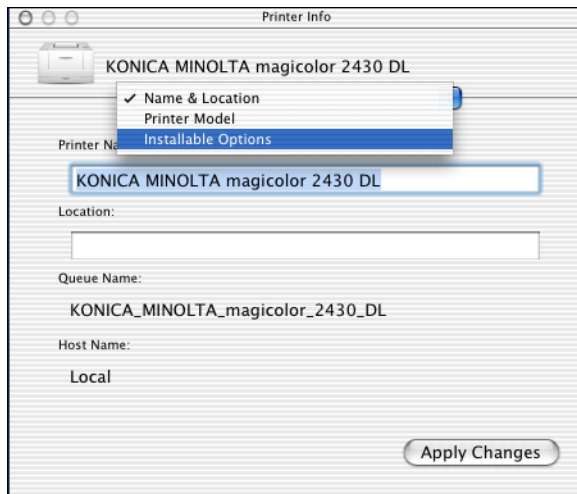 Printer Info
KONICA MINOLTA magicolor 2430 DL
✓ Name & Location
Printer Model
Installable Options
Printer
KONICA MINOLTA magicolor 2430 DL
Location:
Queue Name:
KONICA_MINOLTA_magicolor_2430_DL
Host Name:
Local
Apply Changes